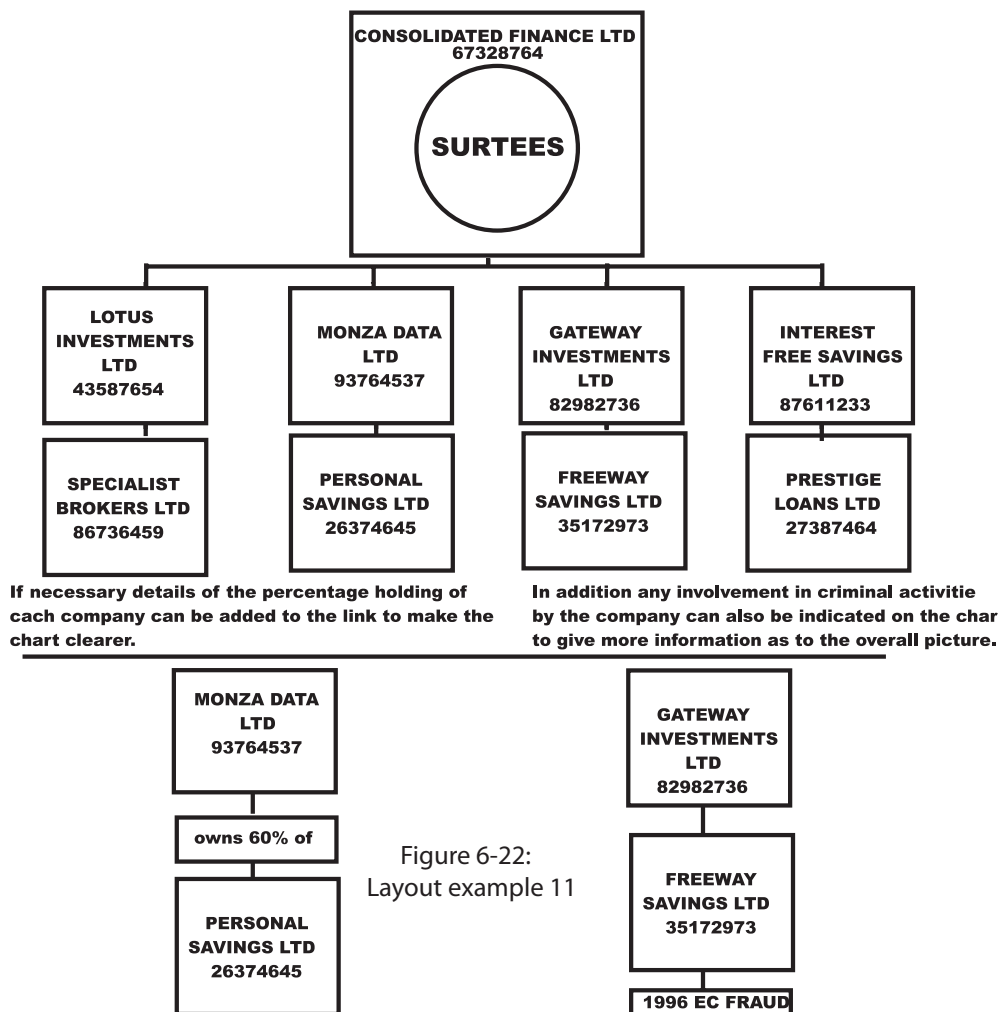 CONSOLIDATED FINANCE LTD
67328764
SURTEES
LOTUS
INVESTMENTS
LTD
43587654
MONZA DATA
LTD
93764537
GATEWAY
INVESTMENTS
LTD
82982736
INTEREST
FREE SAVINGS
LTD
87611233
SPECIALIST
BROKERS LTD
86736459
PERSONAL
SAVINGS LTD
26374645
FREEWAY
SAVINGS LTD
35172973
PRESTIGE
LOANS LTD
27387464
If necessary details of the percentage holding of
cach company can be added to the link to make the
chart clearer.
In addition any involvement in criminal activitie
by the company can also be indicated on the char
to give more information as to the overall picture.
MONZA DATA
LTD
93764537
owns 60% of
PERSONAL
SAVINGS LTD
26374645
Figure 6-22:
Layout example 11
GATEWAY
INVESTMENTS
LTD
82982736
FREEWAY
SAVINGS LTD
35172973
1996 EC FRAUD